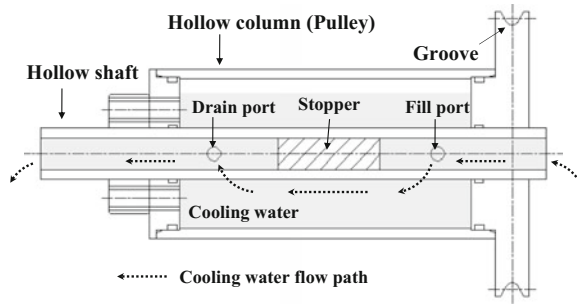 Hollow column (Pulley)
Groove
Hollow shaft
Drain port
Stopper
Fill port
Cooling water
Cooling water flow path